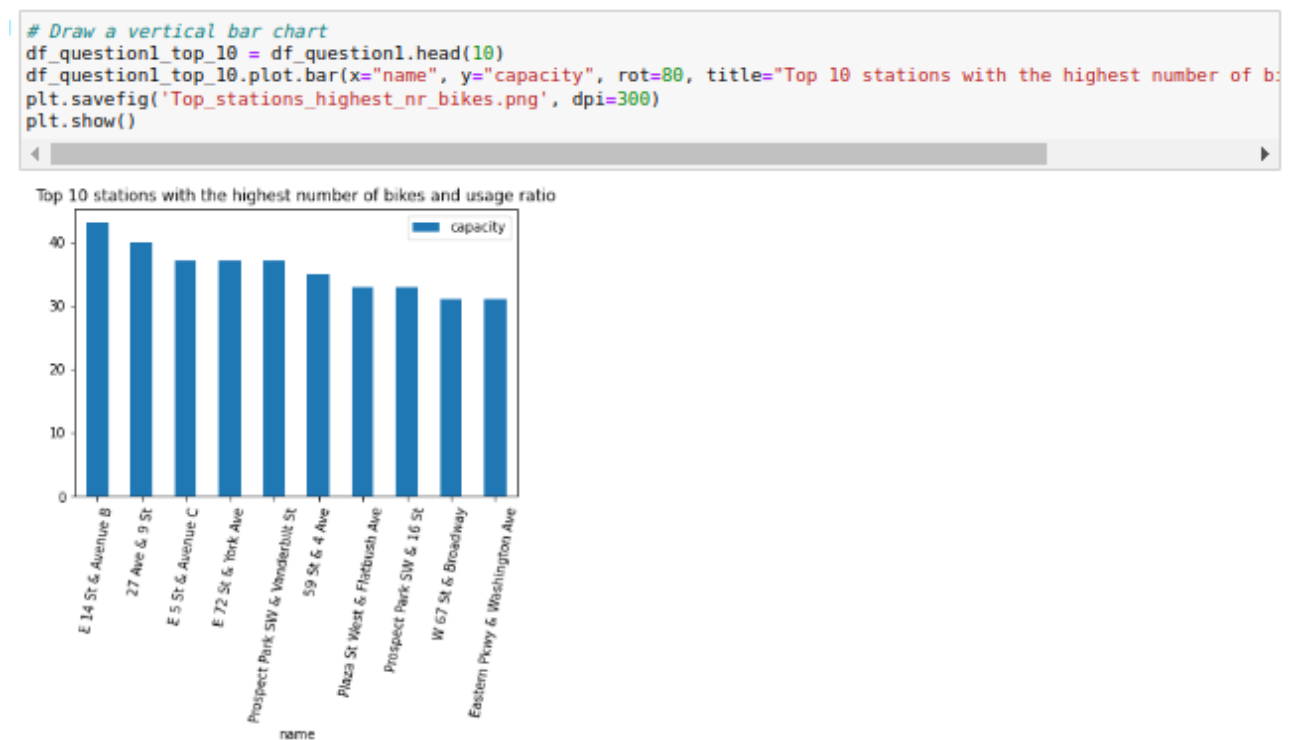 # Draw a vertical bar chart
df_question1_top_10 = df_question1.head(10)
df_question1_top_10.plot.bar(x="name", y="capacity", rot=80, title="Top 10 stations with the highest number of bi
plt.savefig('Top_stations_highest_nr_bikes.png', dpi=300)
plt.show()
Top 10 stations with the highest number of bikes and usage ratio
capacity
40
30
20
10
0
E 14 St & Avenue B
27 Ave & 9 St
E 5 St & Avenue C
E 72 St & York Ave
Prospect Park SW & Vanderbilt St
59 St & 4 Ave
Plaza St West & Flatbush Ave
Prospect Park SW & 16 St
W 67 St & Broadway
Eastern Pkwy & Washington Ave
name